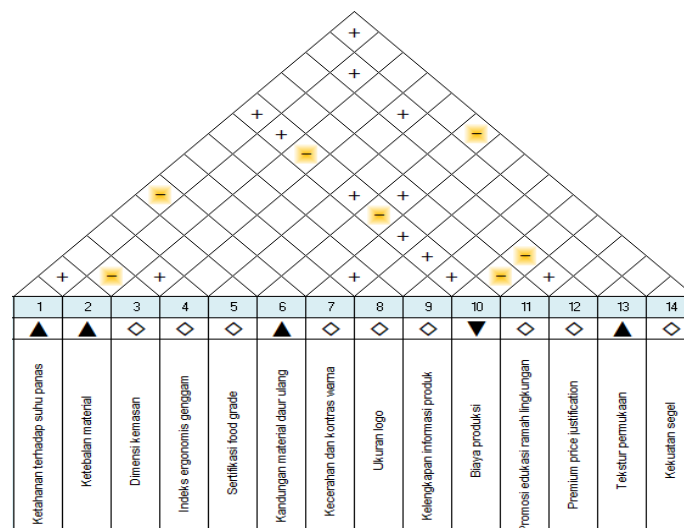 +
+
+ +
+ −
−
− + +
−
+
+ −
+ − + + + − +
1 2 3 4 5 6 7 8 9 10 11 12 13 14
▲ ▲ ◇ ◇ ◇ ▲ ◇ ◇ ◇ ▼ ◇ ◇ ▲ ◇
Ketahanan terhadap suhu panas
Ketebalan material
Dimensi kemasan
Indeks ergonomis genggam
Sertifikasi food grade
Kandungan material daur ulang
Kecerahan dan kontras warna
Ukuran logo
Kelengkapan informasi produk
Biaya produksi
Promosi edukasi ramah lingkungan
Premium price justification
Tekstur permukaan
Kekuatan segel